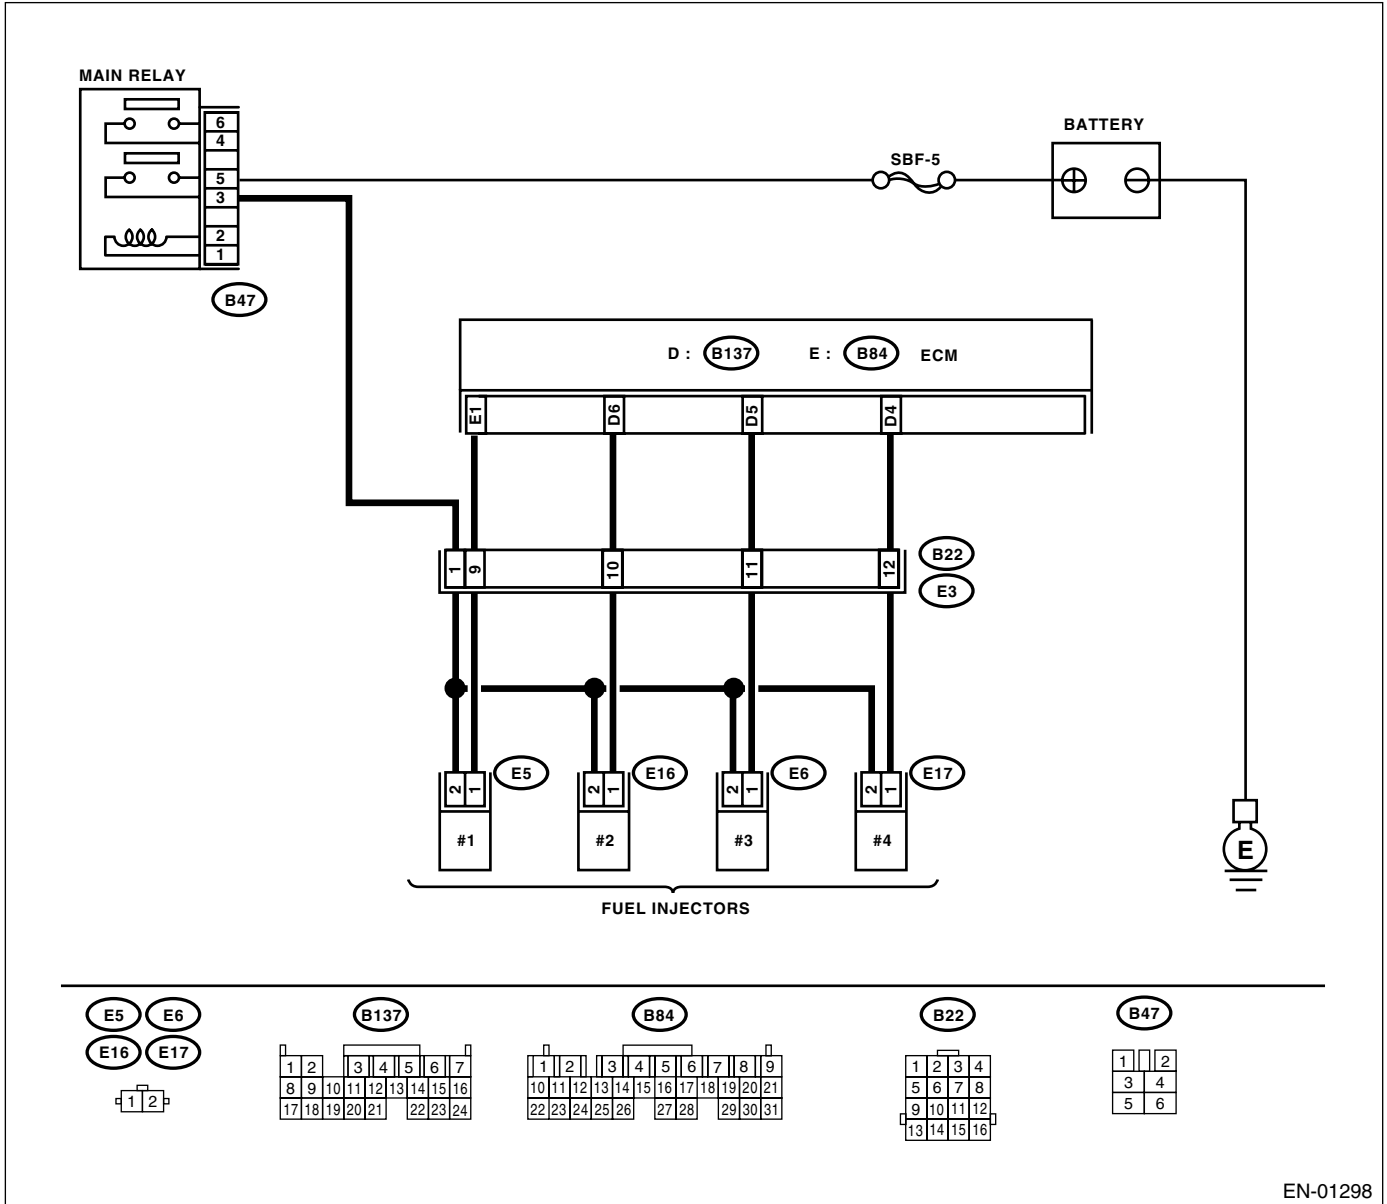 MAIN RELAY
6
4
5
3
2
1
B47
SBF-5
BATTERY
D : B137 E : B84 ECM
E1 D6 D5 D4
1 9 10 11 12
B22
E3
2 1 E5 2 1 E16 2 1 E6 2 1 E17
#1 #2 #3 #4
E
FUEL INJECTORS
E5 E6
E16 E17
1 2
B137
1 2 3 4 5 6 7
8 9 10 11 12 13 14 15 16
17 18 19 20 21 22 23 24
B84
1 2 3 4 5 6 7 8 9
10 11 12 13 14 15 16 17 18 19 20 21
22 23 24 25 26 27 28 29 30 31
B22
1 2 3 4
5 6 7 8
9 10 11 12
13 14 15 16
B47
1 2
3 4
5 6
EN-01298